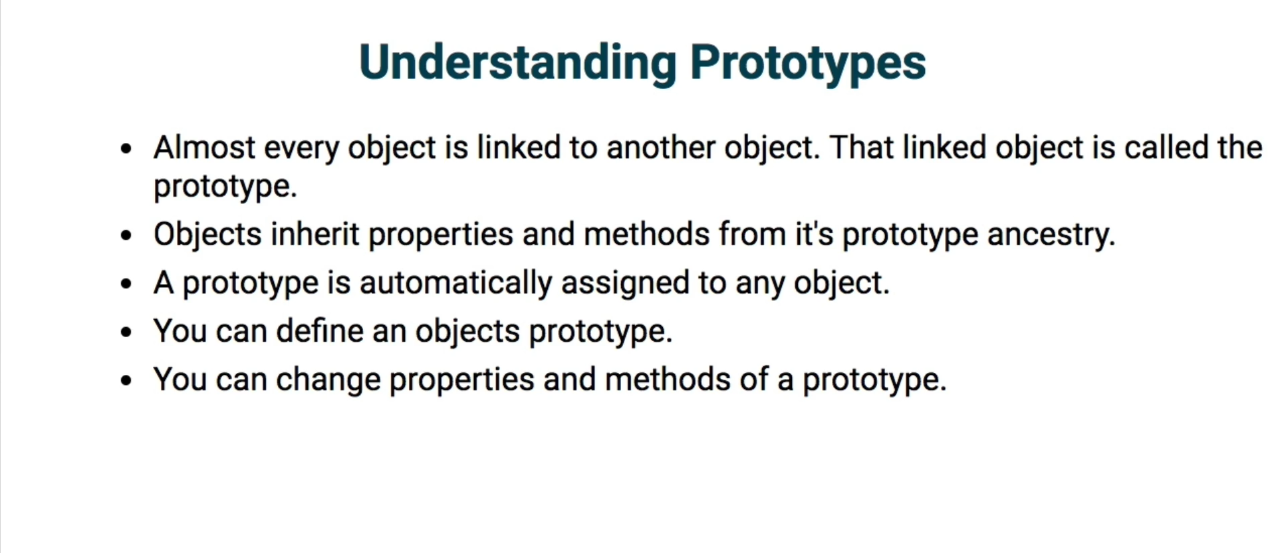 Understanding Prototypes
• Almost every object is linked to another object. That linked object is called the
prototype.
• Objects inherit properties and methods from it's prototype ancestry.
• A prototype is automatically assigned to any object.
• You can define an objects prototype.
• You can change properties and methods of a prototype.